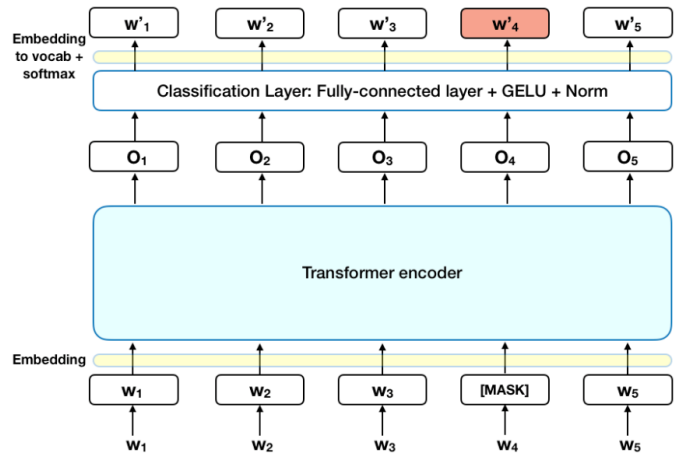 w’1 w’2 w’3 w’4 w’5
Embedding
to vocab +
softmax
Classification Layer: Fully-connected layer + GELU + Norm
O1 O2 O3 O4 O5
Transformer encoder
Embedding
w1 w2 w3 [MASK] w5
w1 w2 w3 w4 w5